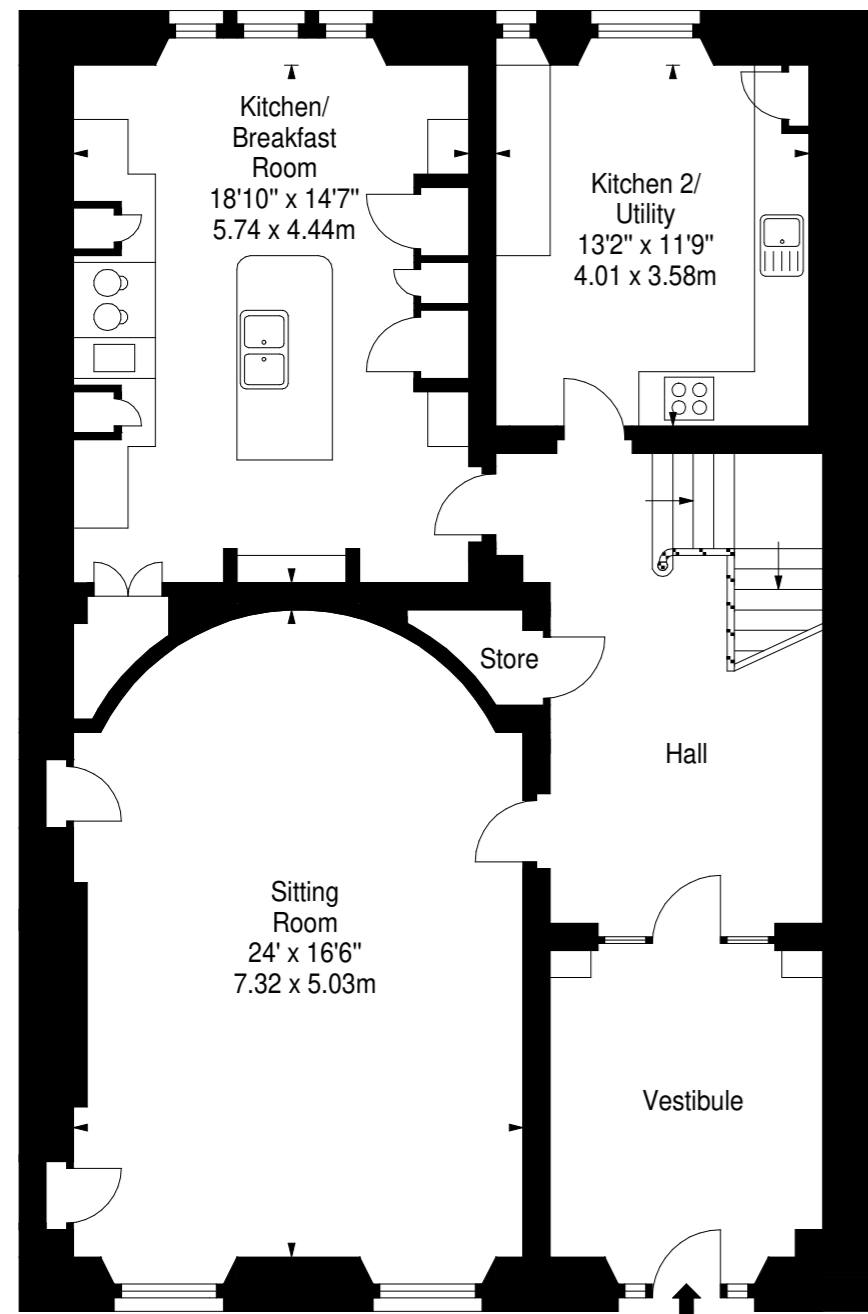 Kitchen/
Breakfast
Room
18'10" x 14'7"
5.74 x 4.44m
Kitchen 2/
Utility
13'2" x 11'9"
4.01 x 3.58m
Store
Hall
Sitting
Room
24' x 16'6"
7.32 x 5.03m
Vestibule